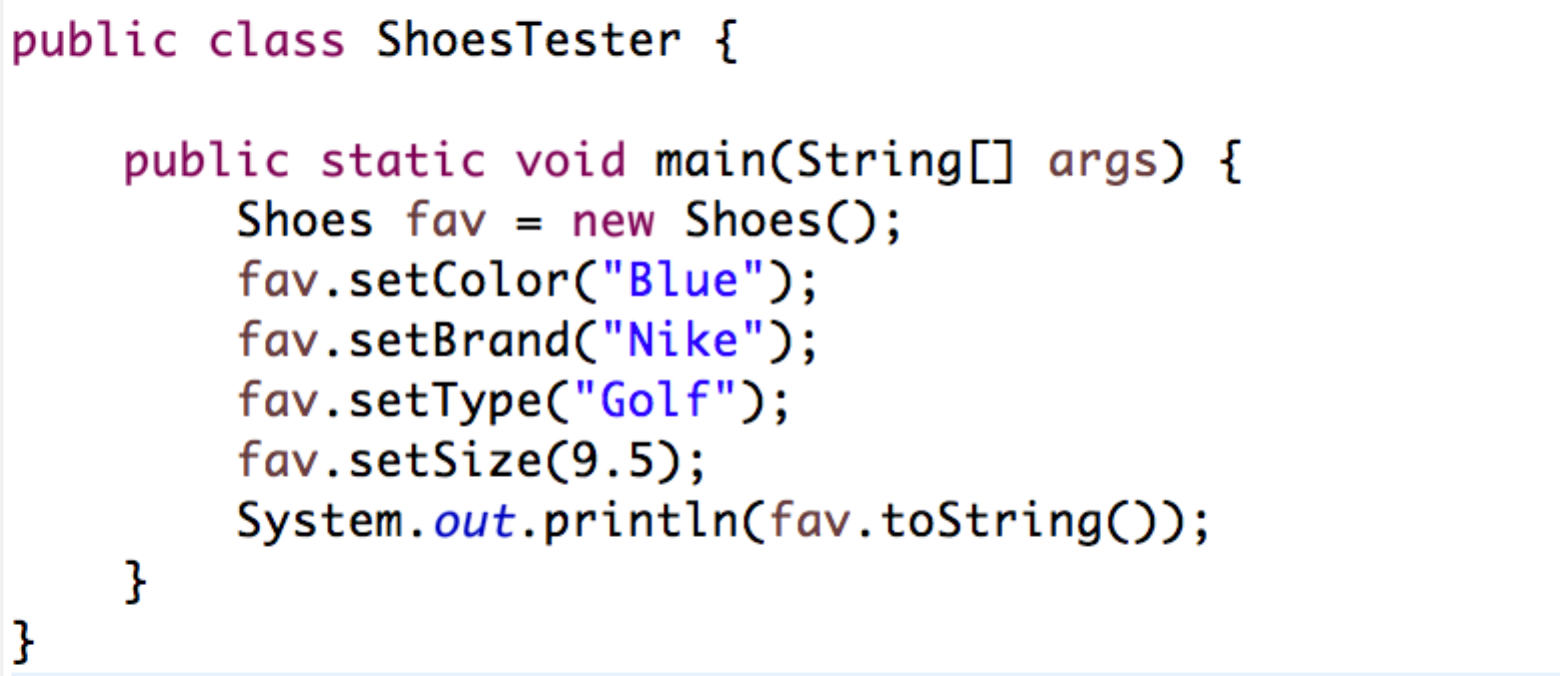 public class ShoesTester {
public static void main(String[] args) {
Shoes fav = new Shoes();
fav.setColor("Blue");
fav.setBrand("Nike");
fav.setType("Golf");
fav.setSize(9.5);
System.out.println(fav.toString());
}
}